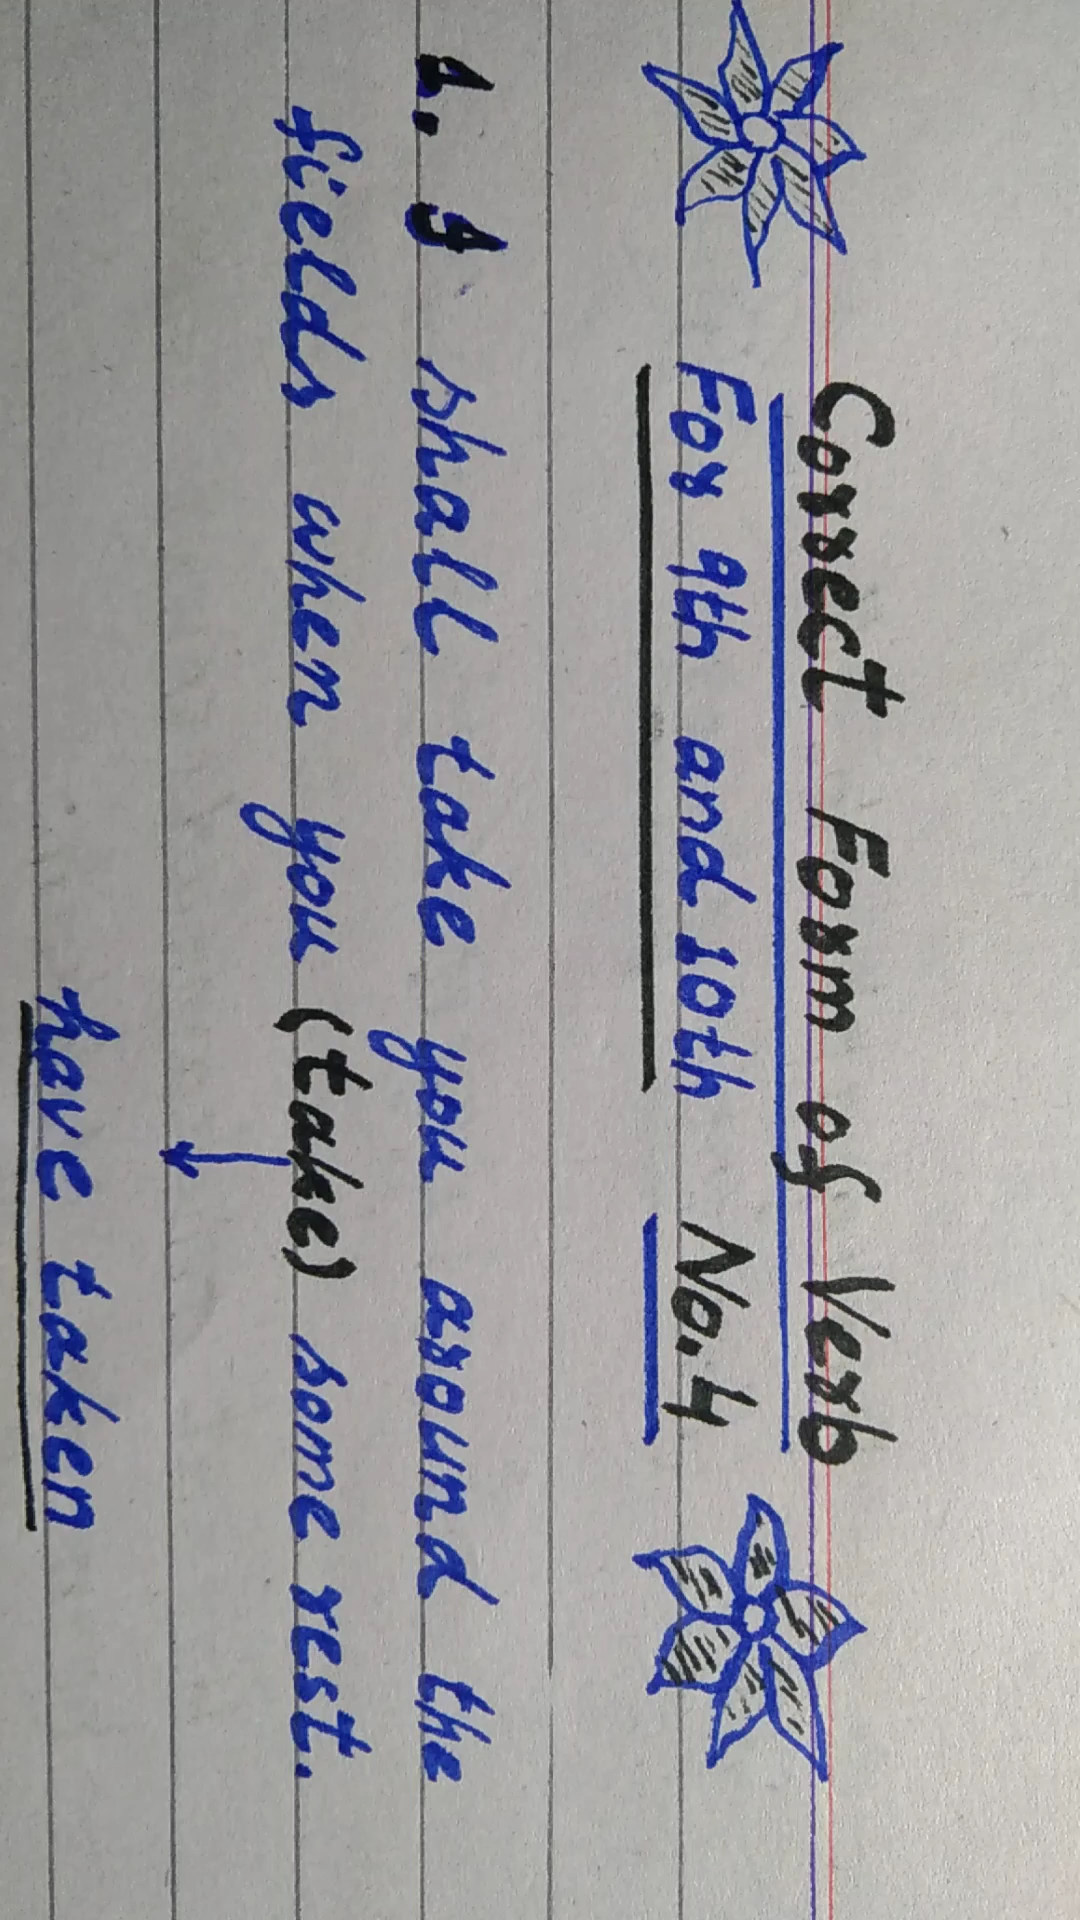 Correct Form of Verb
For 9th and 10th No. 4
1. I shall take you around the
fields when you (take) some rest.
have taken